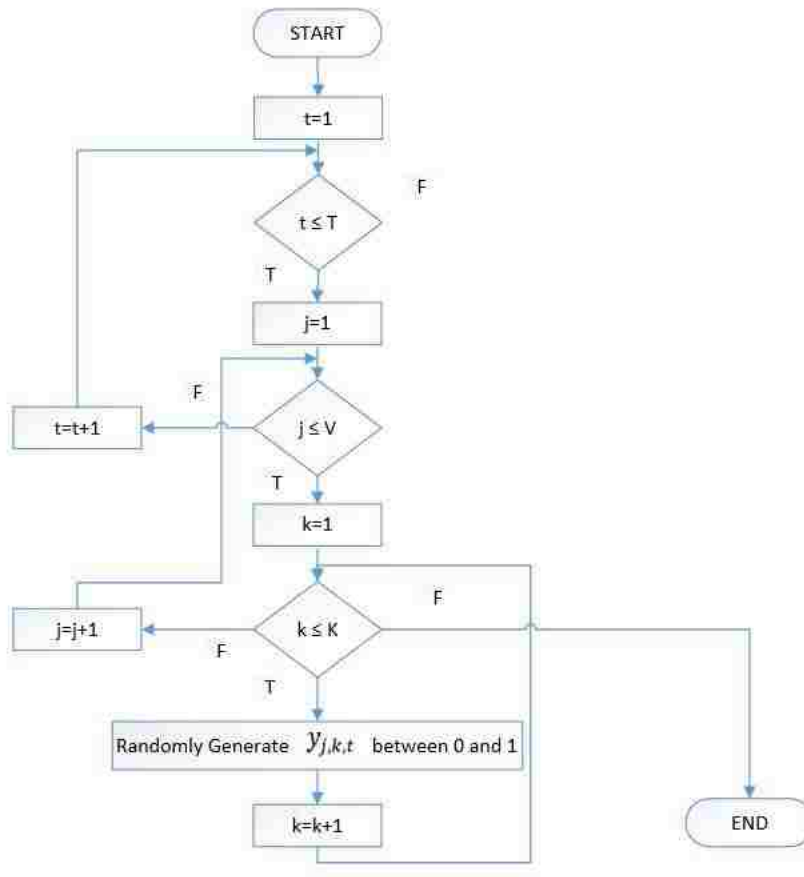 START
t=1
F
t ≤ T
T
j=1
F
t=t+1
j ≤ V
T
k=1
F
j=j+1
k ≤ K
F
T
Randomly Generate y_{j,k,t} between 0 and 1
k=k+1
END